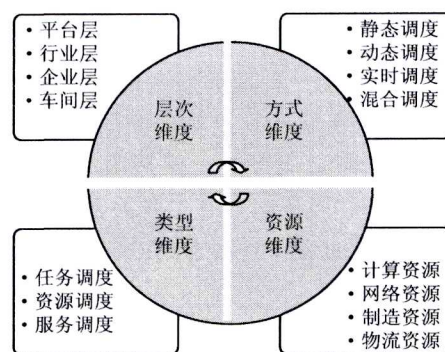 平台层
行业层
企业层
车间层
静态调度
动态调度
实时调度
混合调度
层次
维度
方式
维度
类型
维度
资源
维度
任务调度
资源调度
服务调度
计算资源
网络资源
制造资源
物流资源